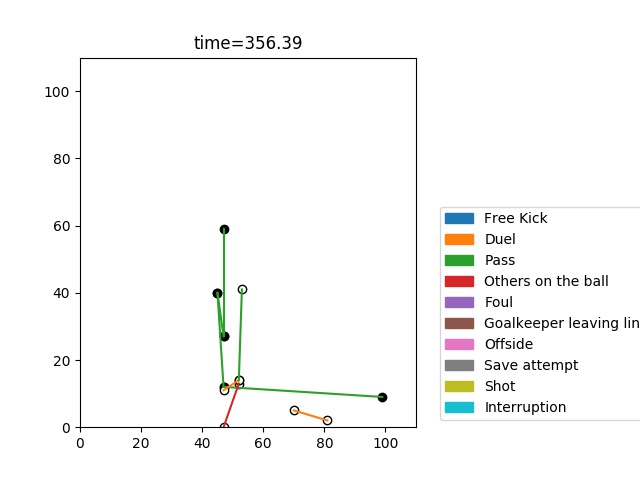 time=356.39
100
80
60
40
20
0
0 20 40 60 80 100
Free Kick
Duel
Pass
Others on the ball
Foul
Goalkeeper leaving lin
Offside
Save attempt
Shot
Interruption